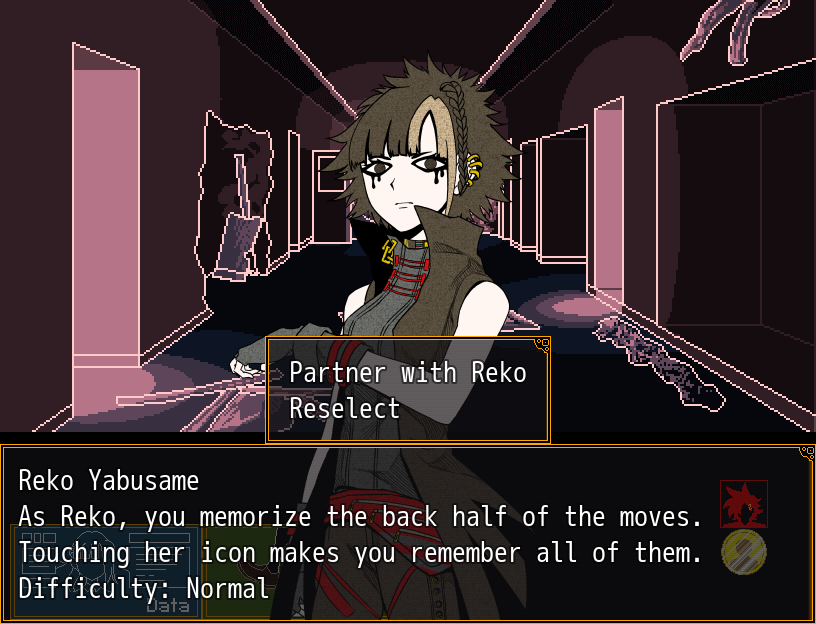 Partner with Reko
Reselect
Reko Yabusame
As Reko, you memorize the back half of the moves.
Touching her icon makes you remember all of them.
Difficulty: Normal
Data